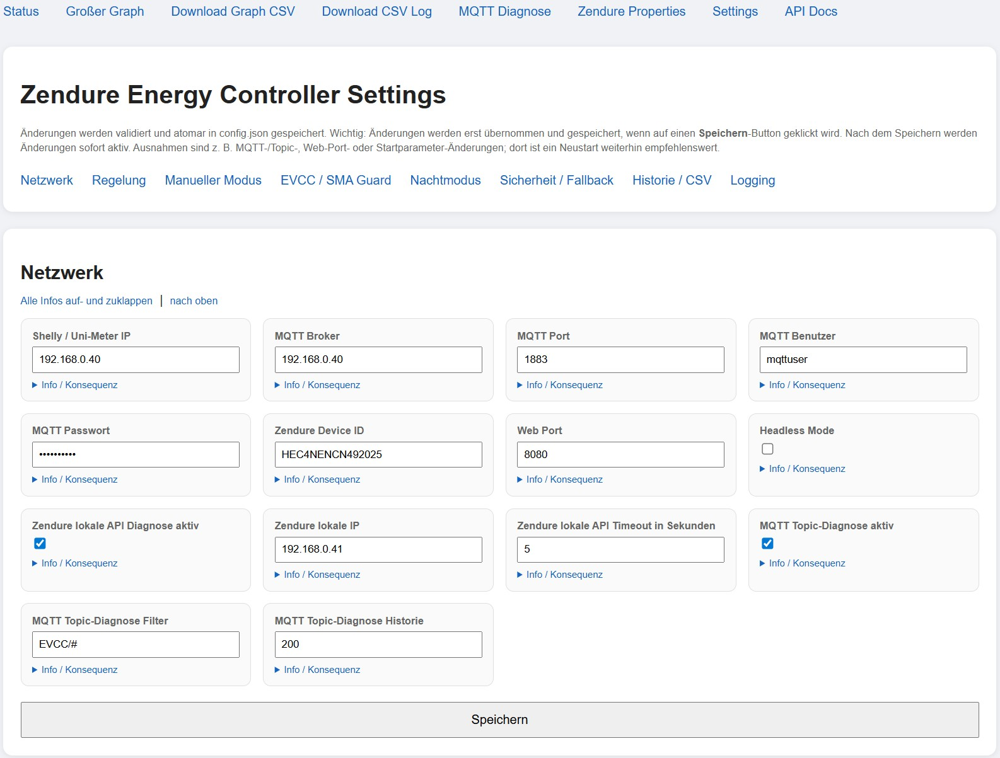 Status Großer Graph Download Graph CSV Download CSV Log MQTT Diagnose Zendure Properties Settings API Docs
Zendure Energy Controller Settings
Änderungen werden validiert und atomar in config.json gespeichert. Wichtig: Änderungen werden erst übernommen und gespeichert, wenn auf einen Speichern-Button geklickt wird. Nach dem Speichern werden
Änderungen sofort aktiv. Ausnahmen sind z. B. MQTT-/Topic-, Web-Port- oder Startparameter-Änderungen; dort ist ein Neustart weiterhin empfehlenswert.
Netzwerk Regelung Manueller Modus EVCC / SMA Guard Nachtmodus Sicherheit / Fallback Historie / CSV Logging
Netzwerk
Alle Infos auf- und zuklappen | nach oben
Shelly / Uni-Meter IP MQTT Broker MQTT Port MQTT Benutzer
192.168.0.40 192.168.0.40 1883 mqttuser
Info / Konsequenz Info / Konsequenz Info / Konsequenz Info / Konsequenz
MQTT Passwort Zendure Device ID Web Port Headless Mode
•••••••••• HEC4NENCN492025 8080
Info / Konsequenz Info / Konsequenz Info / Konsequenz Info / Konsequenz
Zendure lokale API Diagnose aktiv Zendure lokale IP Zendure lokale API Timeout in Sekunden MQTT Topic-Diagnose aktiv
192.168.0.41 5
Info / Konsequenz Info / Konsequenz Info / Konsequenz Info / Konsequenz
MQTT Topic-Diagnose Filter MQTT Topic-Diagnose Historie
EVCC/# 200
Info / Konsequenz Info / Konsequenz
Speichern